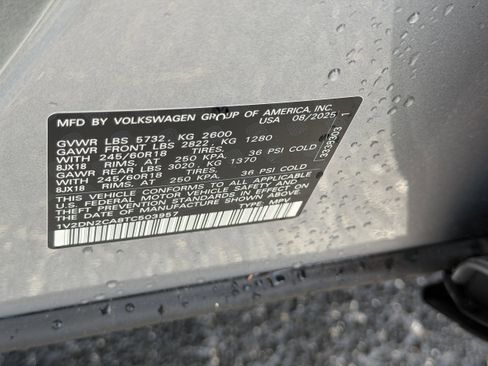 MFD BY VOLKSWAGEN GROUP OF AMERICA, INC.
USA 08/2025
GVWR LBS 5732, KG 2600
GAWR FRONT LBS 2822, KG 1280
WITH 245/60R18 TIRES,
8JX18 RIMS, AT 250 KPA, 36 PSI COLD
GAWR REAR LBS 3020, KG 1370
WITH 245/60R18 TIRES,
8JX18 RIMS, AT 250 KPA, 36 PSI COLD
THIS VEHICLE CONFORMS TO ALL APPLICABLE
U.S. FEDERAL MOTOR VEHICLE SAFETY AND
THEFT PREVENTION STANDARDS IN EFFECT ON
THE DATE OF MANUFACTURE SHOWN ABOVE
1V2DN2CA8TC503957 TYPE: MPV
3338303 1